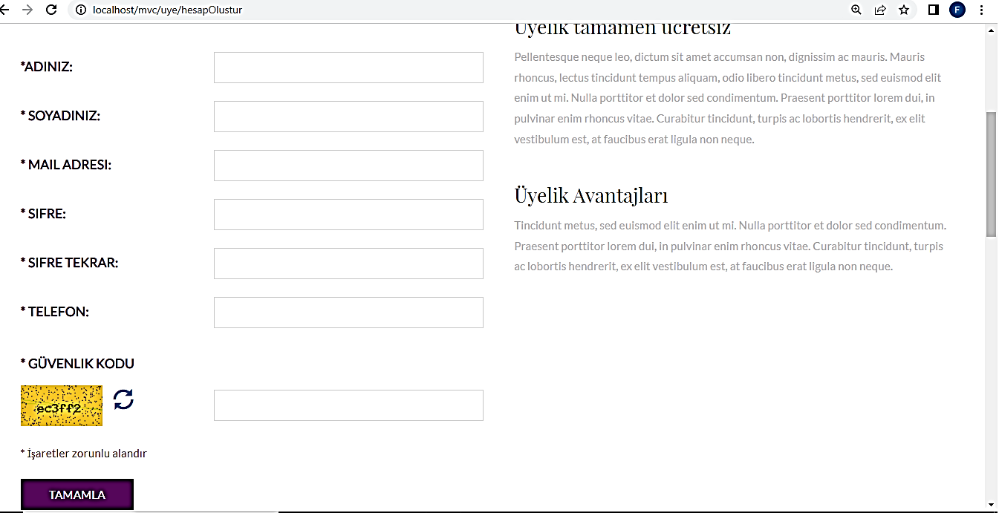 localhost/mvc/uye/hesapOlustur
F
*ADINIZ:
* SOYADINIZ:
* MAIL ADRESI:
* SIFRE:
* SIFRE TEKRAR:
* TELEFON:
* GÜVENLIK KODU
ec3ff2
* İşaretler zorunlu alandır
TAMAMLA
Üyelik tamamen ücretsiz
Pellentesque neque leo, dictum sit amet accumsan non, dignissim ac mauris. Mauris
rhoncus, lectus tincidunt tempus aliquam, odio libero tincidunt metus, sed euismod elit
enim ut mi. Nulla porttitor et dolor sed condimentum. Praesent porttitor lorem dui, in
pulvinar enim rhoncus vitae. Curabitur tincidunt, turpis ac lobortis hendrerit, ex elit
vestibulum est, at faucibus erat ligula non neque.
Üyelik Avantajları
Tincidunt metus, sed euismod elit enim ut mi. Nulla porttitor et dolor sed condimentum.
Praesent porttitor lorem dui, in pulvinar enim rhoncus vitae. Curabitur tincidunt, turpis
ac lobortis hendrerit, ex elit vestibulum est, at faucibus erat ligula non neque.